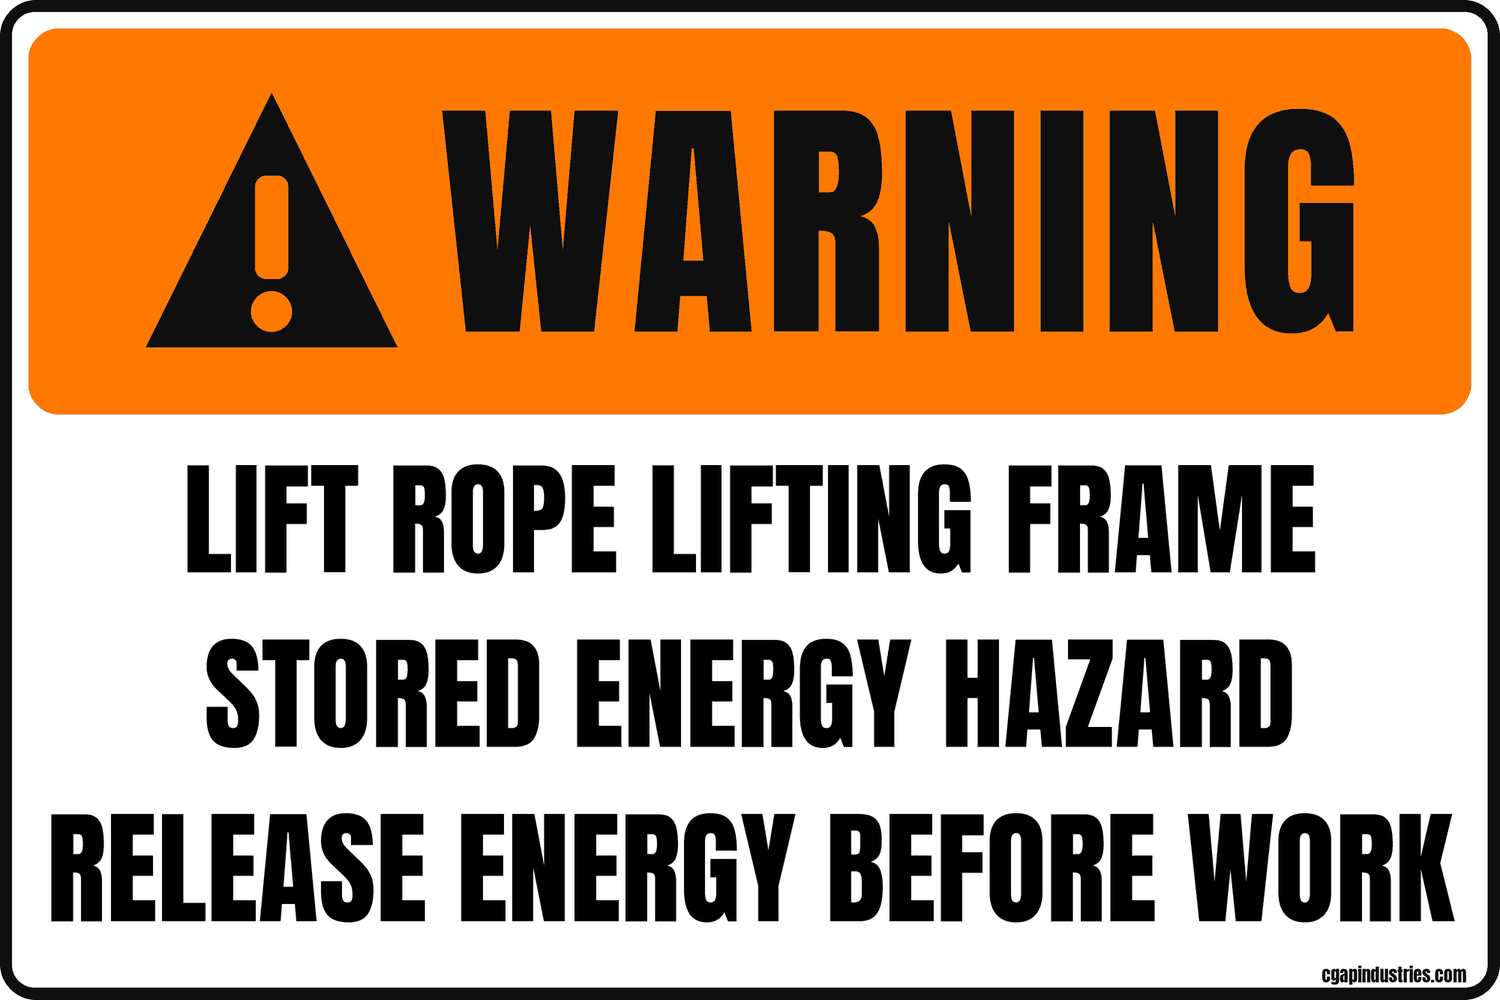 WARNING
LIFT ROPE LIFTING FRAME
STORED ENERGY HAZARD
RELEASE ENERGY BEFORE WORK
cgapindustries.com